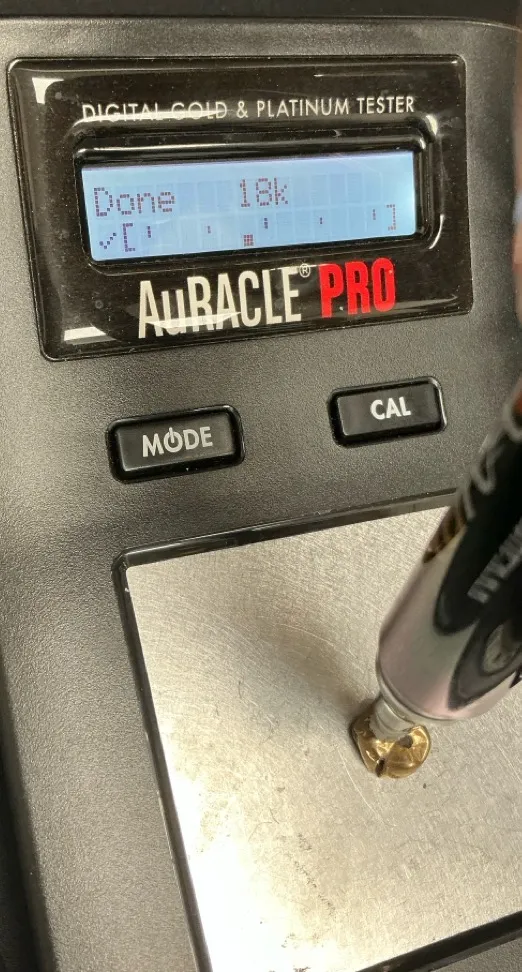 DIGITAL GOLD & PLATINUM TESTER
Done 18k
AuRACLE® PRO
MODE
CAL